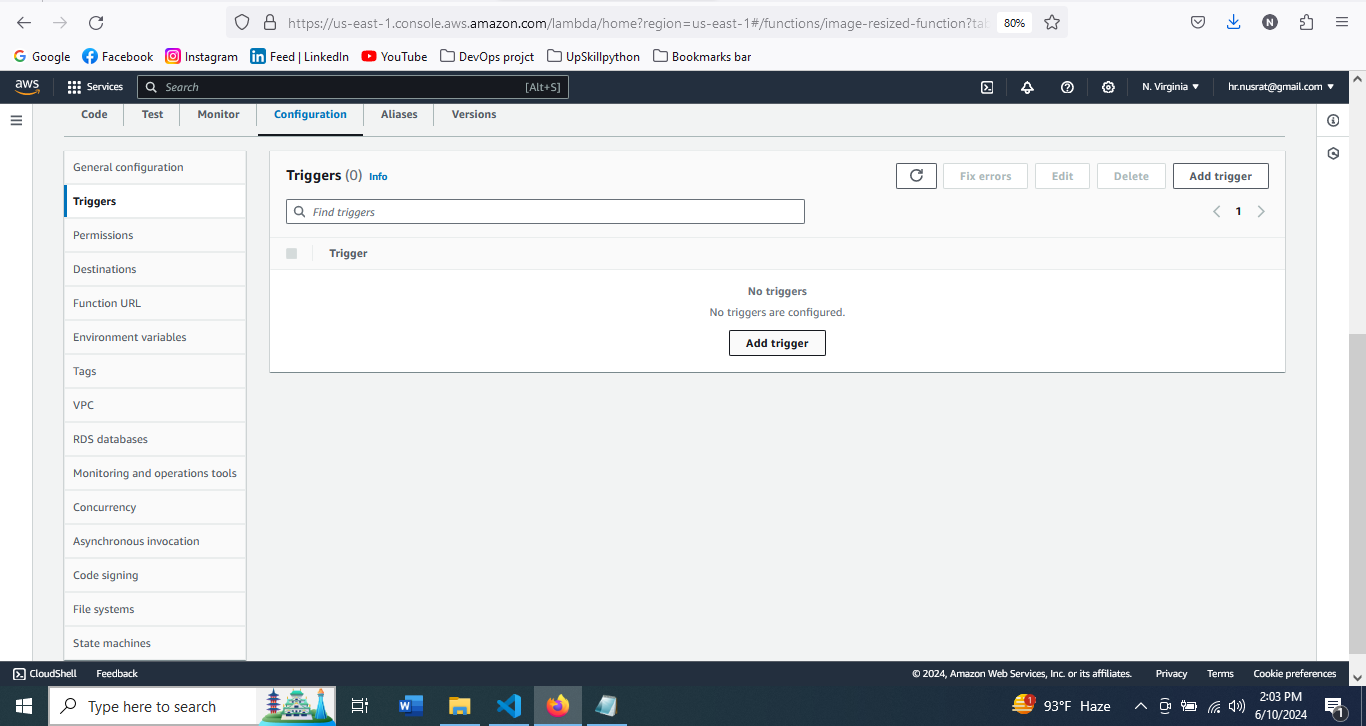 https://us-east-1.console.aws.amazon.com/lambda/home?region=us-east-1#/functions/image-resized-function?tab 80% N
Google Facebook Instagram Feed | LinkedIn YouTube DevOps projct UpSkillpython Bookmarks bar
aws Services Search [Alt+S] N. Virginia hr.nusrat@gmail.com
Code Test Monitor Configuration Aliases Versions
General configuration
Triggers
Permissions
Destinations
Function URL
Environment variables
Tags
VPC
RDS databases
Monitoring and operations tools
Concurrency
Asynchronous invocation
Code signing
File systems
State machines
Triggers (0) Info Fix errors Edit Delete Add trigger
Find triggers 1
Trigger
No triggers
No triggers are configured.
Add trigger
CloudShell Feedback © 2024, Amazon Web Services, Inc. or its affiliates. Privacy Terms Cookie preferences
Type here to search 93°F Haze 2:03 PM
6/10/2024 1